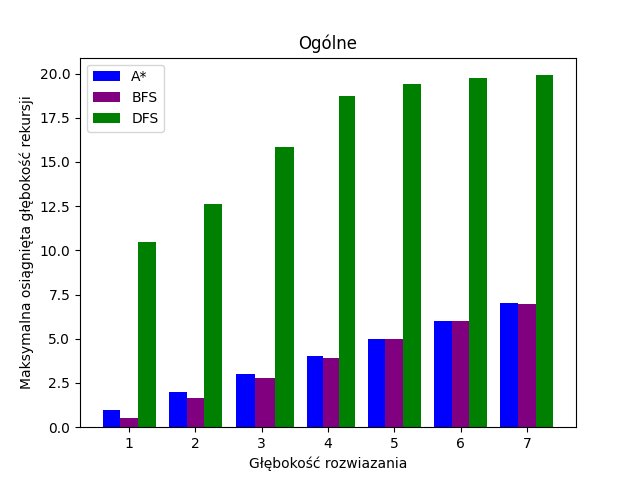 Ogólne
A*
BFS
DFS
Maksymalna osiągnięta głębokość rekursji
20.0
17.5
15.0
12.5
10.0
7.5
5.0
2.5
0.0
1 2 3 4 5 6 7
Głębokość rozwiazania